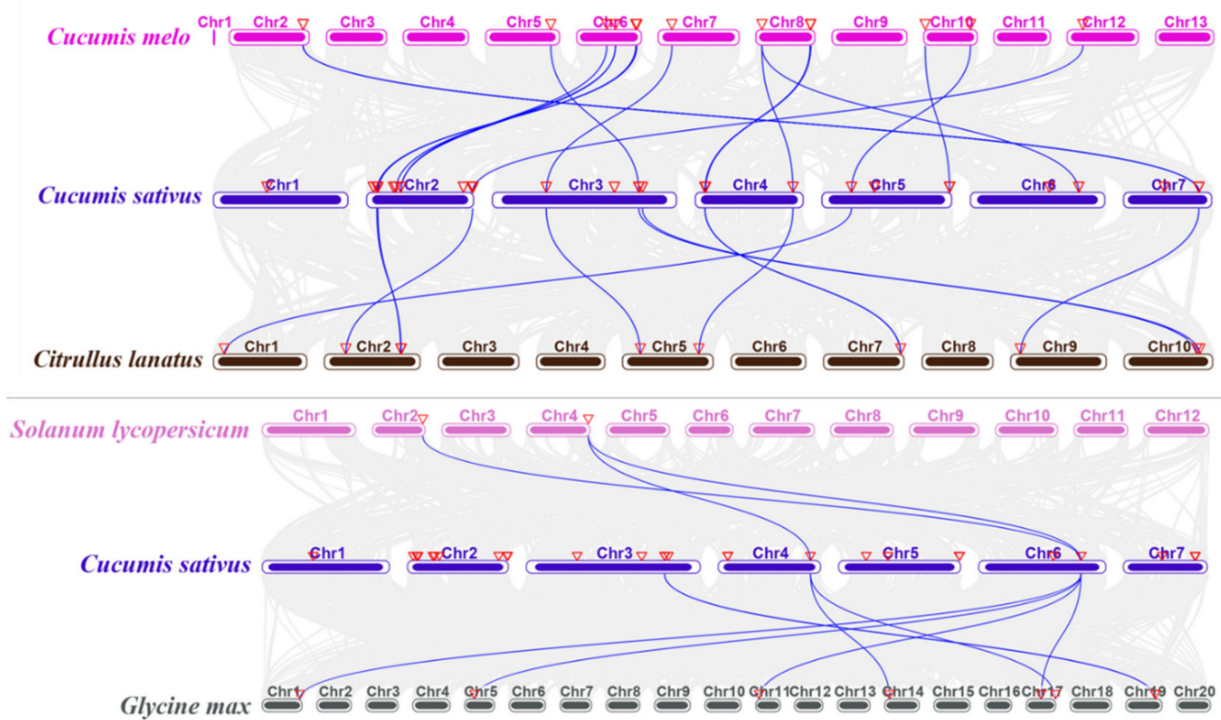 Chr1 Chr2 Chr3 Chr4 Chr5 Chr6 Chr7 Chr8 Chr9 Chr10 Chr11 Chr12 Chr13
Cucumis melo
Cucumis sativus Chr1 Chr2 Chr3 Chr4 Chr5 Chr6 Chr7
Citrullus lanatus Chr1 Chr2 Chr3 Chr4 Chr5 Chr6 Chr7 Chr8 Chr9 Chr10
Solanum lycopersicum Chr1 Chr2 Chr3 Chr4 Chr5 Chr6 Chr7 Chr8 Chr9 Chr10 Chr11 Chr12
Cucumis sativus Chr1 Chr2 Chr3 Chr4 Chr5 Chr6 Chr7
Glycine max Chr1 Chr2 Chr3 Chr4 Chr5 Chr6 Chr7 Chr8 Chr9 Chr10 Chr11 Chr12 Chr13 Chr14 Chr15 Chr16 Chr17 Chr18 Chr19 Chr20